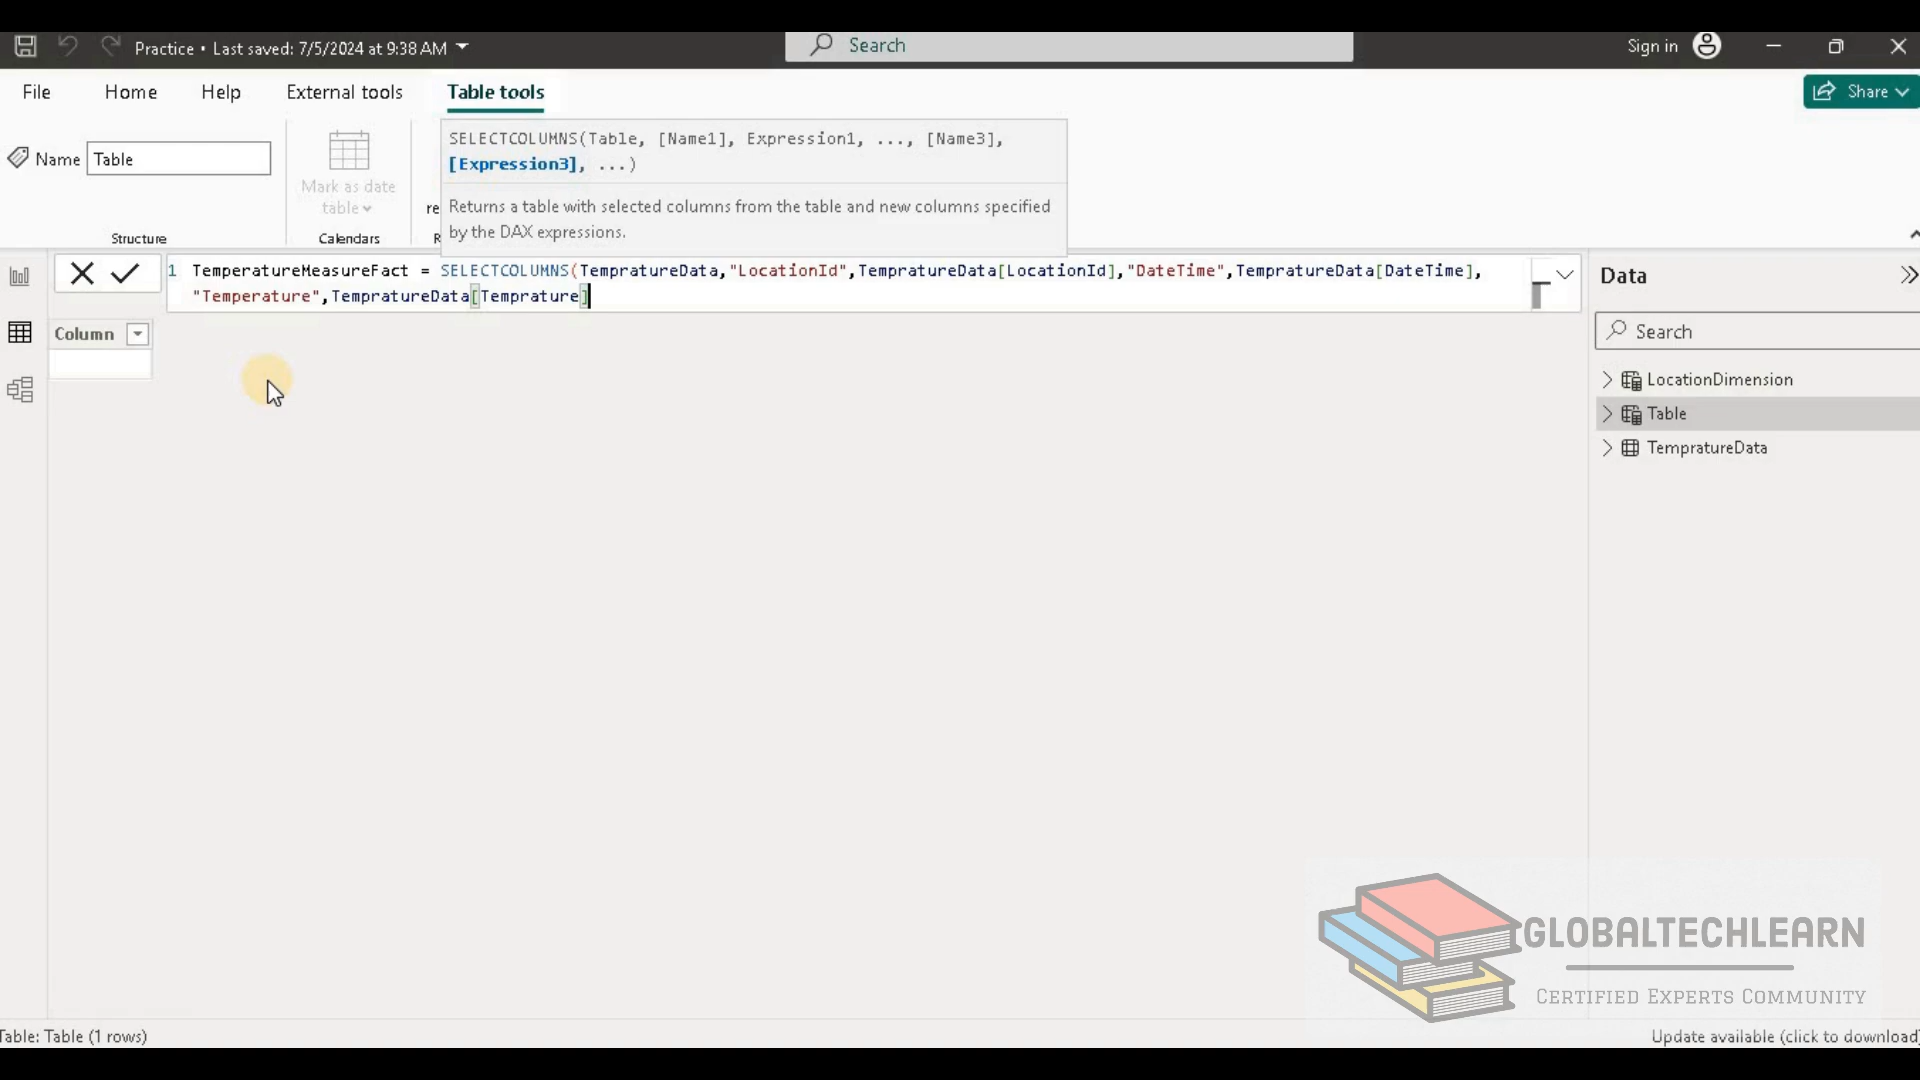 Practice • Last saved: 7/5/2024 at 9:38 AM
Search
Sign in
File Home Help External tools Table tools
Share
SELECTCOLUMNS(Table, [Name1], Expression1, ..., [Name3],
[Expression3], ...)
Name Table
Mark as date
table
re
Returns a table with selected columns from the table and new columns specified
by the DAX expressions.
Structure
Calendars
R
1 TemperatureMeasureFact = SELECTCOLUMNS(TempratureData,"LocationId",TempratureData[LocationId],"DateTime",TempratureData[DateTime],
"Temperature",TempratureData[Temprature]
Data
Column
Search
LocationDimension
Table
TempratureData
GLOBALTECHLEARN
CERTIFIED EXPERTS COMMUNITY
Table: Table (1 rows)
Update available (click to download)